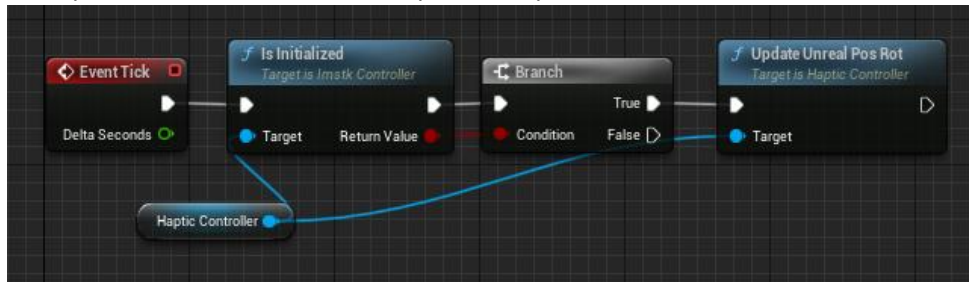 Event Tick
Delta Seconds
Is Initialized
Target is Imstk Controller
Target
Return Value
Branch
True
Condition
False
Update Unreal Pos Rot
Target is Haptic Controller
Target
Haptic Controller